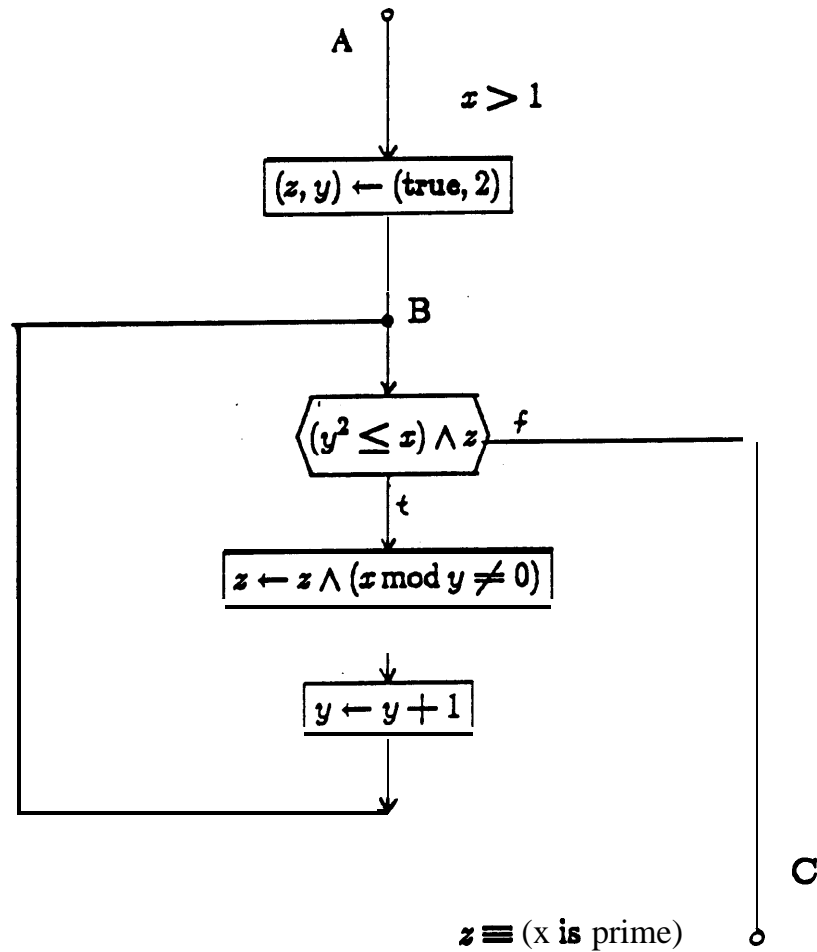 A
x > 1
(z, y) ← (true, 2)
B
(y² ≤ x) ∧ z
f
t
z ← z ∧ (x mod y ≠ 0)
y ← y + 1
C
z ≡ (x is prime)